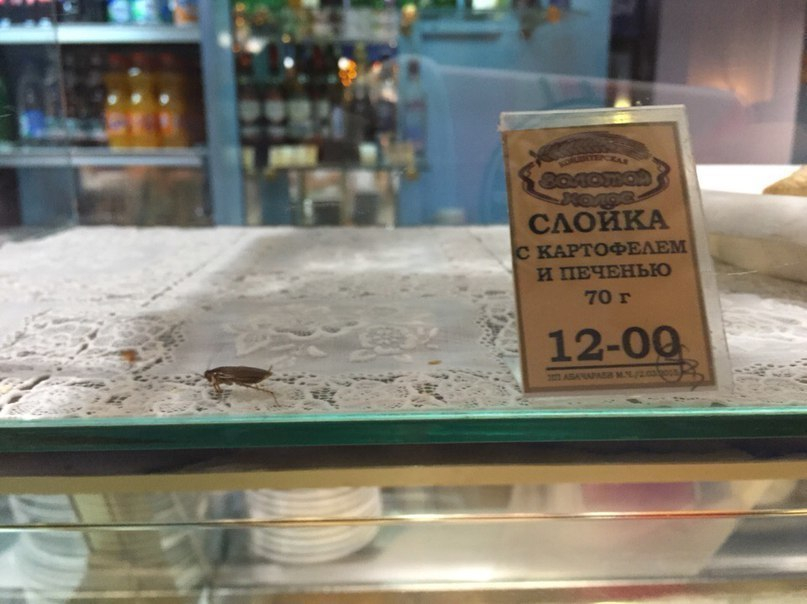 КОНДИТЕРСКАЯ
ЗОЛОТОЙ
КОЛОС
СЛОЙКА
С КАРТОФЕЛЕМ
И ПЕЧЕНЬЮ
70 г
12-00